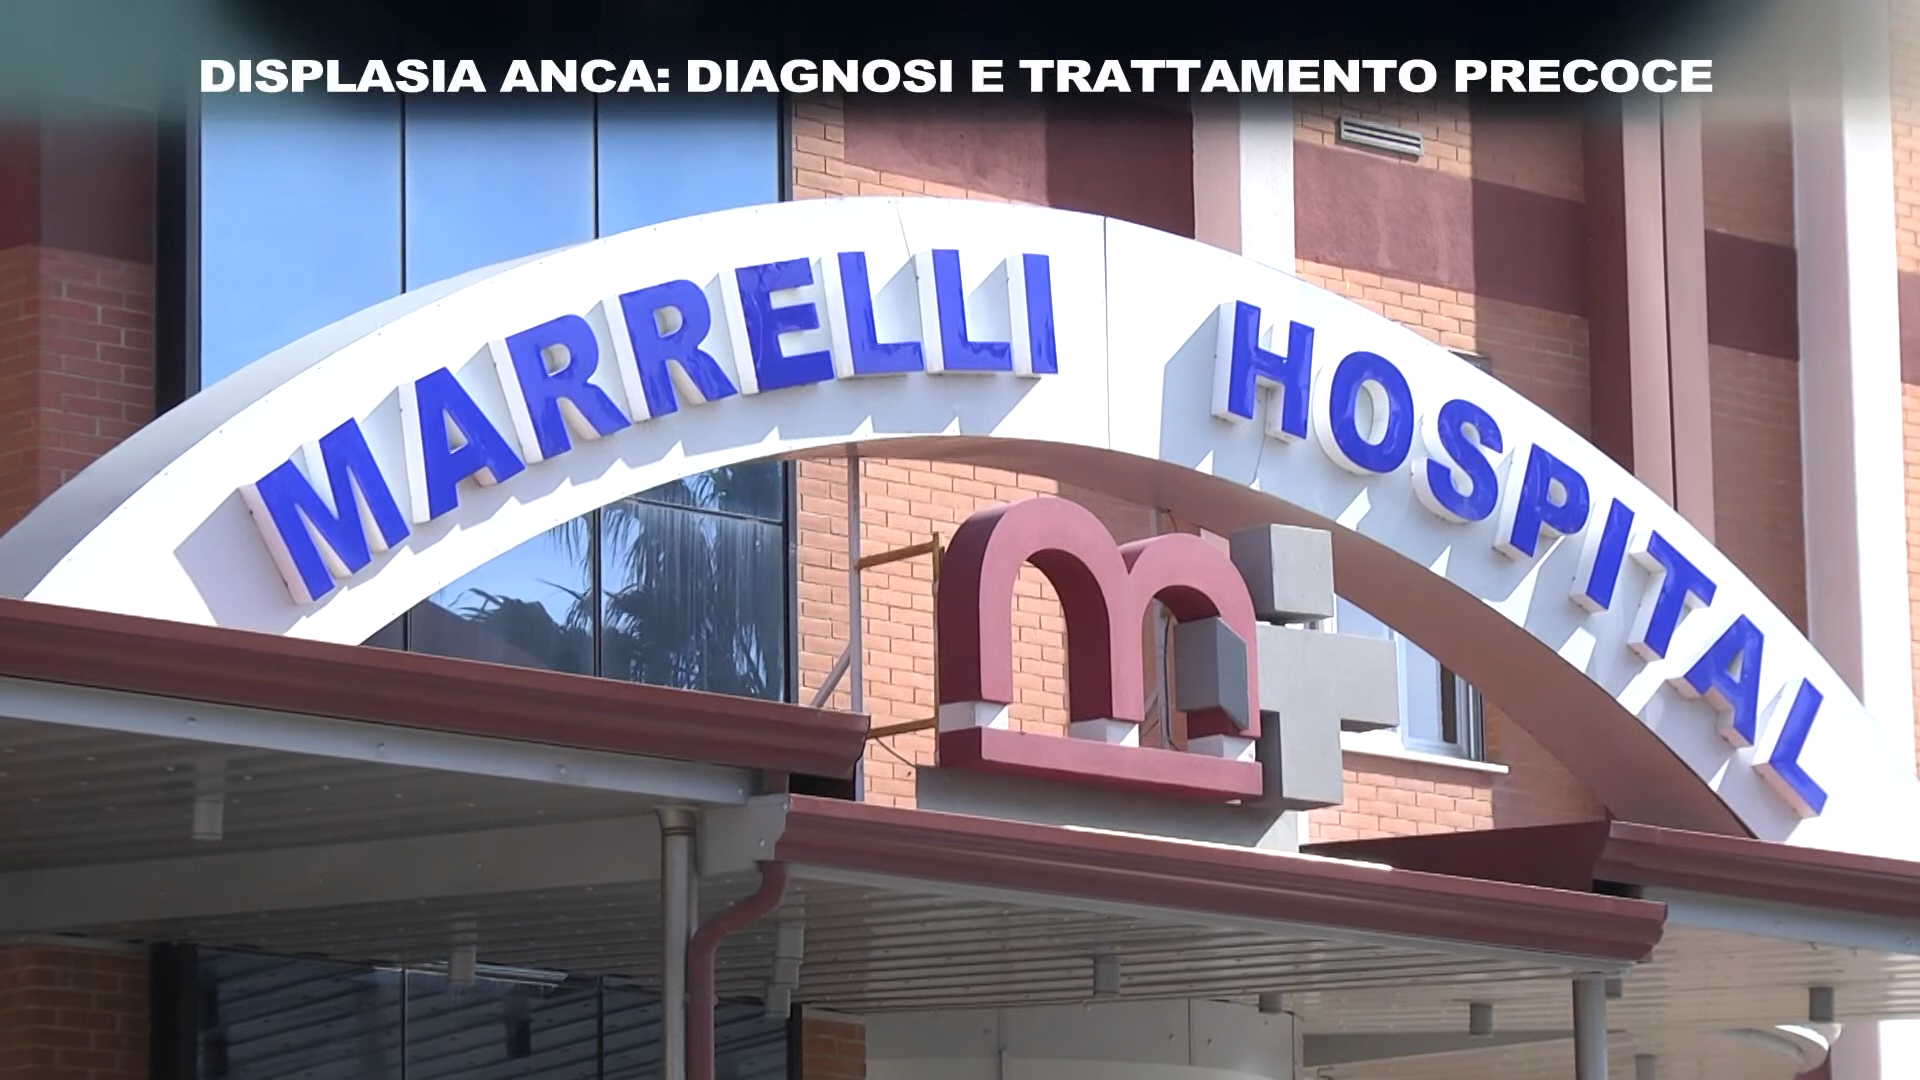 DISPLASIA ANCA: DIAGNOSI E TRATTAMENTO PRECOCE
MARRELLI HOSPITAL